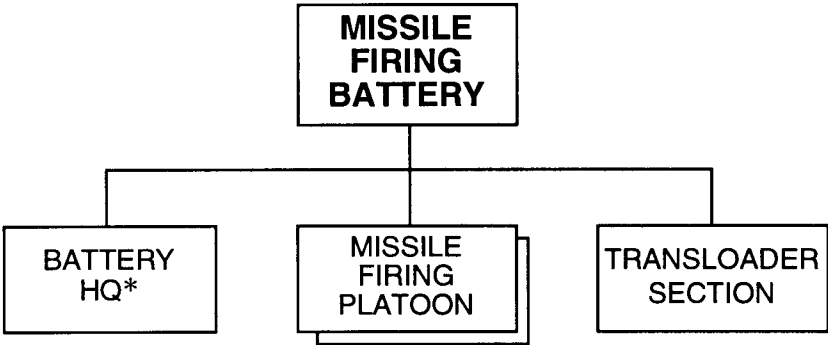 MISSILE
FIRING
BATTERY
BATTERY
HQ*
MISSILE
FIRING
PLATOON
TRANSLOADER
SECTION